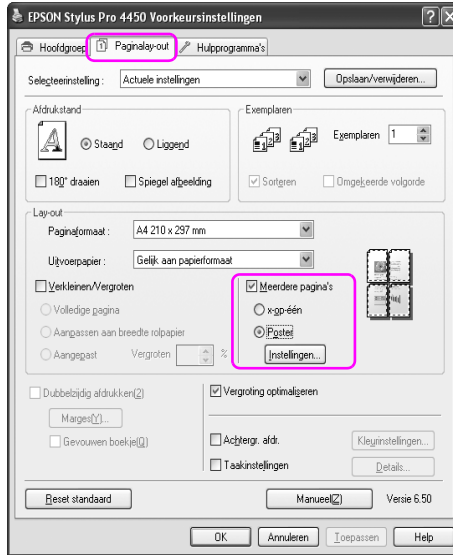 EPSON Stylus Pro 4450 Voorkeursinstellingen
Hoofdgroep Paginalay-out Hulpprogramma's
Selecteerinstelling: Actuele instellingen Opslaan/verwijderen...
Afdrukstand Exemplaren
A Staand Liggend Exemplaren 1
180° draaien Spiegel afbeelding Sorteren Omgekeerde volgorde
Lay-out
Paginaformaat: A4 210 x 297 mm
Uitvoerpapier: Gelijk aan papierformaat
Verkleinen/Vergroten Meerdere pagina's
Volledige pagina x-op-één
Aanpassen aan breedte rolpapier Poster
Aangepast Vergroten % Instellingen...
Dubbelzijdig afdrukken(2) Vergroting optimaliseren
Marges(Y)...
Gevouwen boekje(Q) Achtergr. afdr. Kleurinstellingen...
Taakinstellingen Details...
Reset standaard Manueel(Z) Versie 6.50
OK Annuleren Toepassen Help